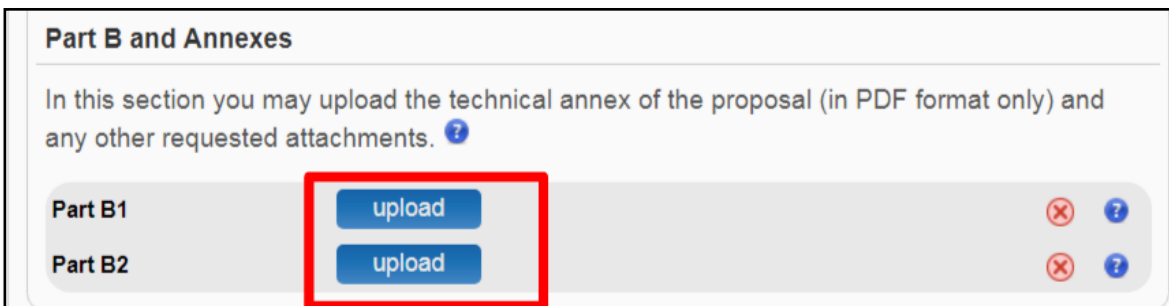 Part B and Annexes
In this section you may upload the technical annex of the proposal (in PDF format only) and
any other requested attachments. ?
Part B1 upload ?
Part B2 upload ?